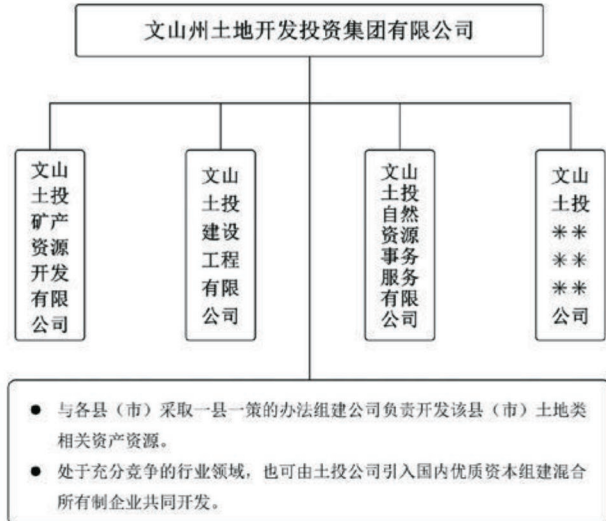 文山州土地开发投资集团有限公司
文山
土投
矿产
资源
开发
有限
公司
文山
土投
建设
工程
有限
公司
文山
土投
自然
资源
事务
服务
有限
公司
文山
土投
**
**
**
公司
● 与各县（市）采取一县一策的办法组建公司负责开发该县（市）土地类
相关资产资源。
● 处于充分竞争的行业领域，也可由土投公司引入国内优质资本组建混合
所有制企业共同开发。